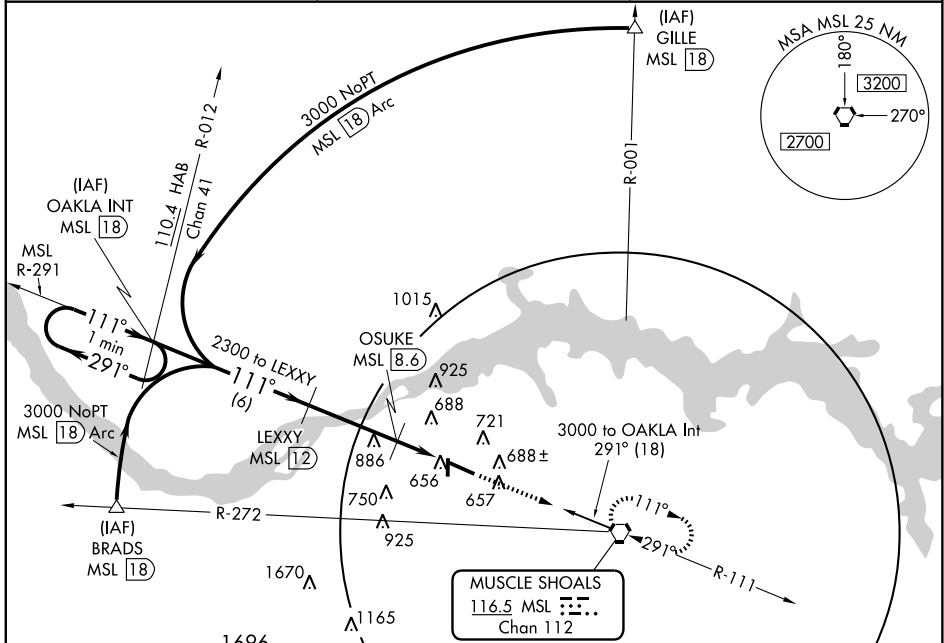 (IAF)
GILLE
MSL 18
MSA MSL 25 NM
180°
3200
270°
2700
3000 NoPT
MSL 18 Arc
R-001
R-012
110.4 HAB
Chan 41
(IAF)
OAKLA INT
MSL 18
MSL
R-291
111°
1 min
291°
2300 to LEXXY
111°
(6)
1015
OSUKE
MSL 8.6
925
688
721
3000 to OAKLA Int
291° (18)
3000 NoPT
MSL 18 Arc
LEXXY
MSL 12
886
656
688±
657
750
111°
R-272
925
291°
R-111
(IAF)
BRADS
MSL 18
1670
MUSCLE SHOALS
116.5 MSL
Chan 112
1165